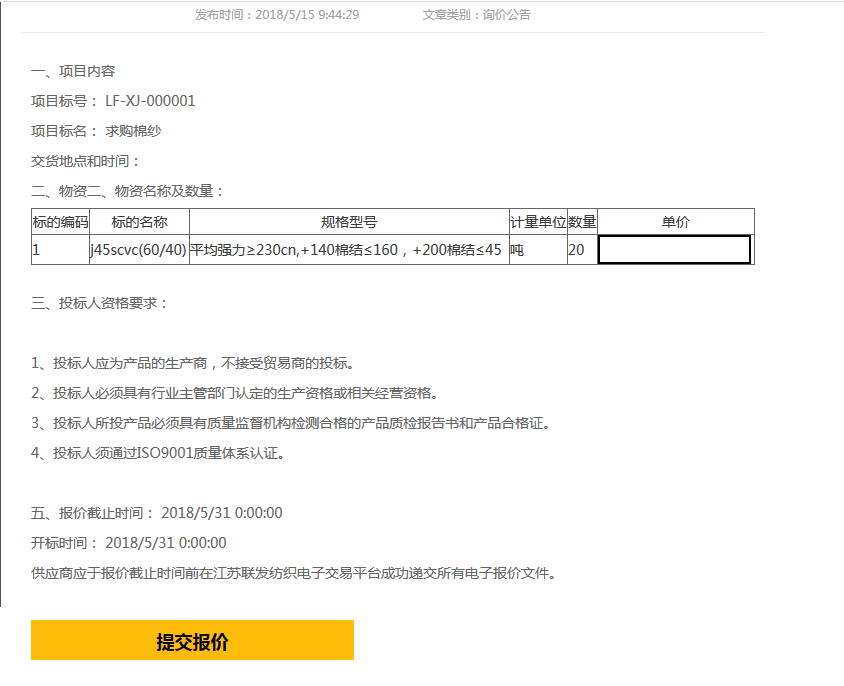 发布时间：2018/5/15 9:44:29 文章类别：询价公告
一、项目内容
项目标号： LF-XJ-000001
项目标名： 求购棉纱
交货地点和时间：
二、物资二、物资名称及数量：
标的编码 标的名称 规格型号 计量单位 数量 单价
1 j45scvc(60/40) 平均强力≥230cn,+140棉结≤160，+200棉结≤45 吨 20
三、投标人资格要求：
1、投标人应为产品的生产商，不接受贸易商的投标。
2、投标人必须具有行业主管部门认定的生产资格或相关经营资格。
3、投标人所投产品必须具有质量监督机构检测合格的产品质检报告书和产品合格证。
4、投标人须通过ISO9001质量体系认证。
五、报价截止时间： 2018/5/31 0:00:00
开标时间： 2018/5/31 0:00:00
供应商应于报价截止时间前在江苏联发纺织电子交易平台成功递交所有电子报价文件。
提交报价